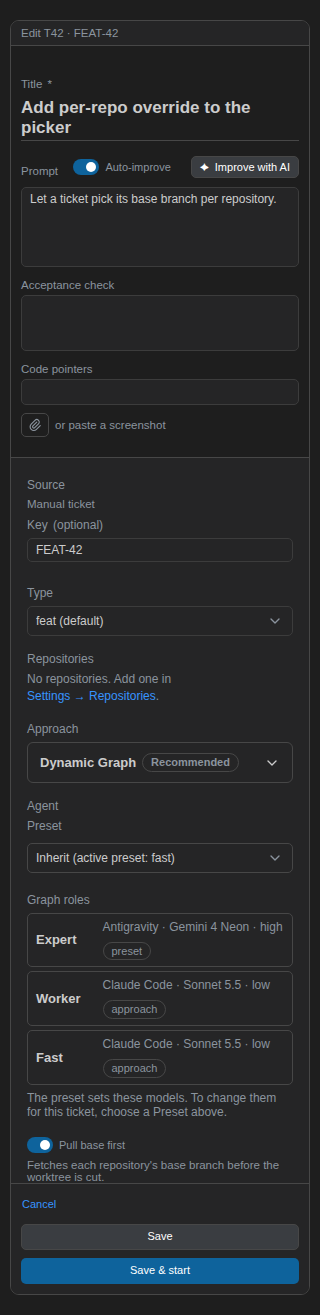 Edit T42 · FEAT-42
Title *
Add per-repo override to the
picker
Prompt
Auto-improve
Improve with AI
Let a ticket pick its base branch per repository.
Acceptance check
Code pointers
or paste a screenshot
Source
Manual ticket
Key (optional)
FEAT-42
Type
feat (default)
Repositories
No repositories. Add one in
Settings → Repositories.
Approach
Dynamic Graph Recommended
Agent
Preset
Inherit (active preset: fast)
Graph roles
Expert
Antigravity · Gemini 4 Neon · high
preset
Worker
Claude Code · Sonnet 5.5 · low
approach
Fast
Claude Code · Sonnet 5.5 · low
approach
The preset sets these models. To change them
for this ticket, choose a Preset above.
Pull base first
Fetches each repository's base branch before the
worktree is cut.
Cancel
Save
Save & start